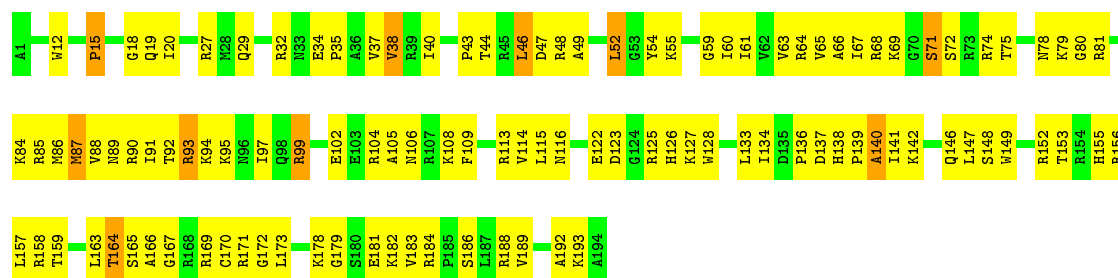 A1 W12 P15 G18 Q19 I20 R27 M28 Q29 R32 N33 E34 P35 A36 V37 V38 R39 I40 P43 T44 R45 L46 D47 R48 A49 L52 G53 Y54 K55 G59 I60 I61 V62 V63 R64 V65 A66 I67 R68 K69 G70 S71 S72 R73 R74 T75 N78 K79 G80 R81
K84 R85 M86 M87 V88 N89 R90 I91 T92 R93 K94 K95 N96 I97 Q98 R99 E102 E103 R104 A105 N106 R107 K108 F109 R113 V114 L115 N116 E122 D123 G124 R125 H126 K127 W128 L133 I134 D135 P136 D137 H138 P139 A140 I141 K142 Q146 L147 S148 W149 R152 T153 R154 H155
L157 R158 T159 L163 T164 S165 A166 G167 R168 R169 C170 R171 G172 L173 K178 G179 S180 E181 K182 V183 R184 P185 S186 L187 R188 V189 A192 K193 A194